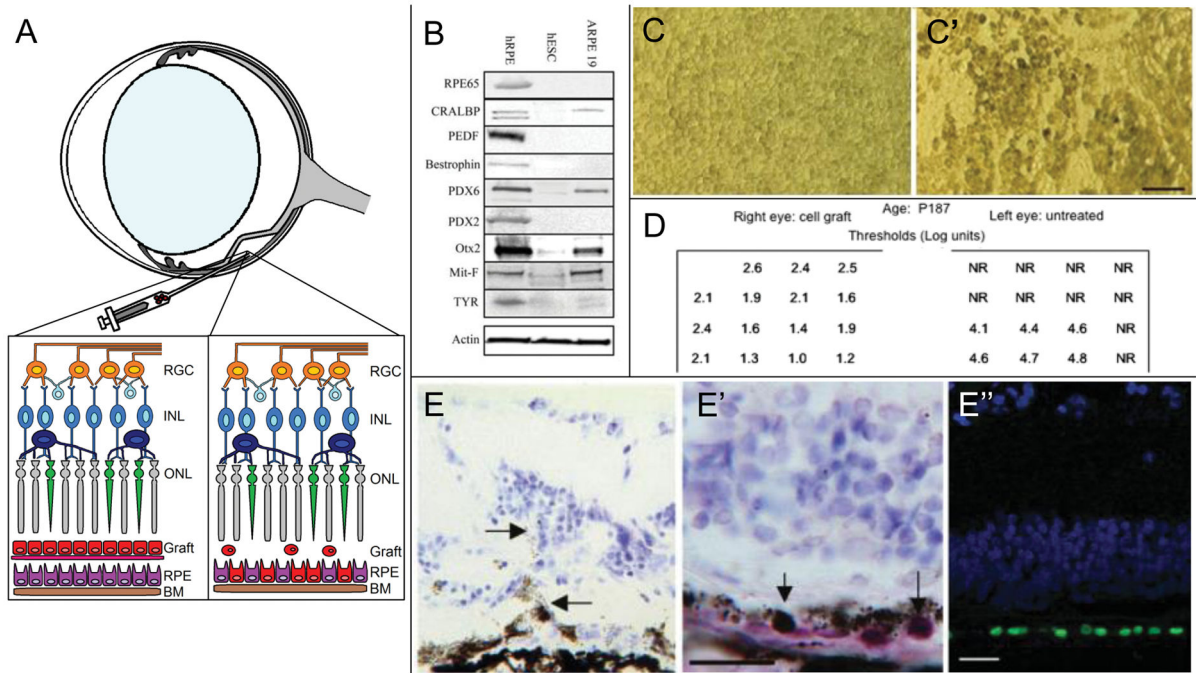 A
RGC
INL
ONL
Graft
RPE
BM
RGC
INL
ONL
Graft
RPE
BM
B
hRPE hESC ARPE 19
RPE65
CRALBP
PEDF
Bestrophin
PDX6
PDX2
Otx2
Mit-F
TYR
Actin
C
C'
D
Age: P187
Right eye: cell graft Left eye: untreated
Thresholds (Log units)
2.6 2.4 2.5 NR NR NR NR
2.1 1.9 2.1 1.6 NR NR NR NR
2.4 1.6 1.4 1.9 4.1 4.4 4.6 NR
2.1 1.3 1.0 1.2 4.6 4.7 4.8 NR
E
E'
E"